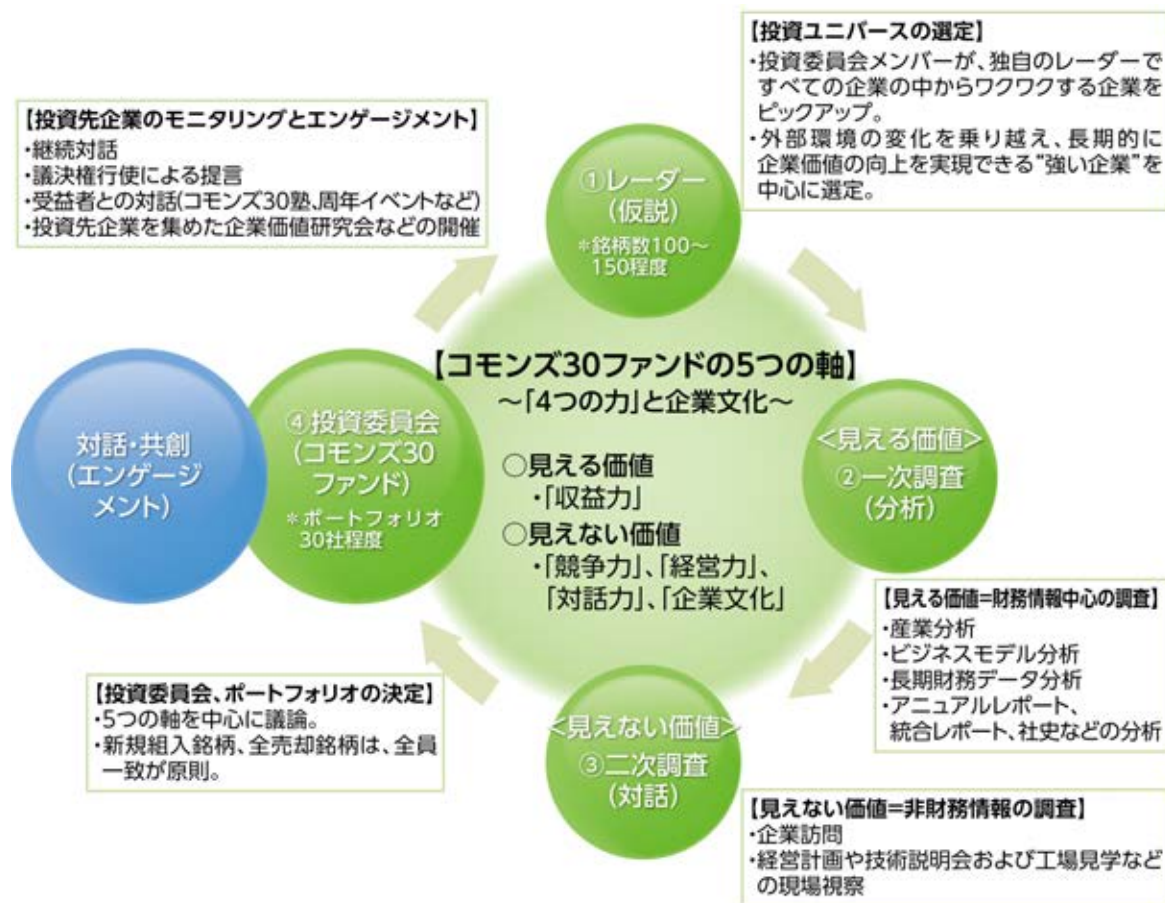 【投資ユニバースの選定】
・投資委員会メンバーが、独自のレーダーで
すべての企業の中からワクワクする企業を
ピックアップ。
・外部環境の変化を乗り越え、長期的に
企業価値の向上を実現できる“強い企業”を
中心に選定。
【投資先企業のモニタリングとエンゲージメント】
・継続対話
・議決権行使による提言
・受益者との対話(コモンズ30塾、周年イベントなど)
・投資先企業を集めた企業価値研究会などの開催
①レーダー
(仮説)
＊銘柄数100～
150程度
【コモンズ30ファンドの5つの軸】
～「4つの力」と企業文化～
○見える価値
・「収益力」
○見えない価値
・「競争力」、「経営力」、
「対話力」、「企業文化」
対話・共創
(エンゲージ
メント)
④投資委員会
(コモンズ30
ファンド)
＊ポートフォリオ
30社程度
<見える価値>
②一次調査
(分析)
【見える価値=財務情報中心の調査】
・産業分析
・ビジネスモデル分析
・長期財務データ分析
・アニュアルレポート、
統合レポート、社史などの分析
【投資委員会、ポートフォリオの決定】
・5つの軸を中心に議論。
・新規組入銘柄、全売却銘柄は、全員
一致が原則。
<見えない価値>
③二次調査
(対話)
【見えない価値=非財務情報の調査】
・企業訪問
・経営計画や技術説明会および工場見学など
の現場視察